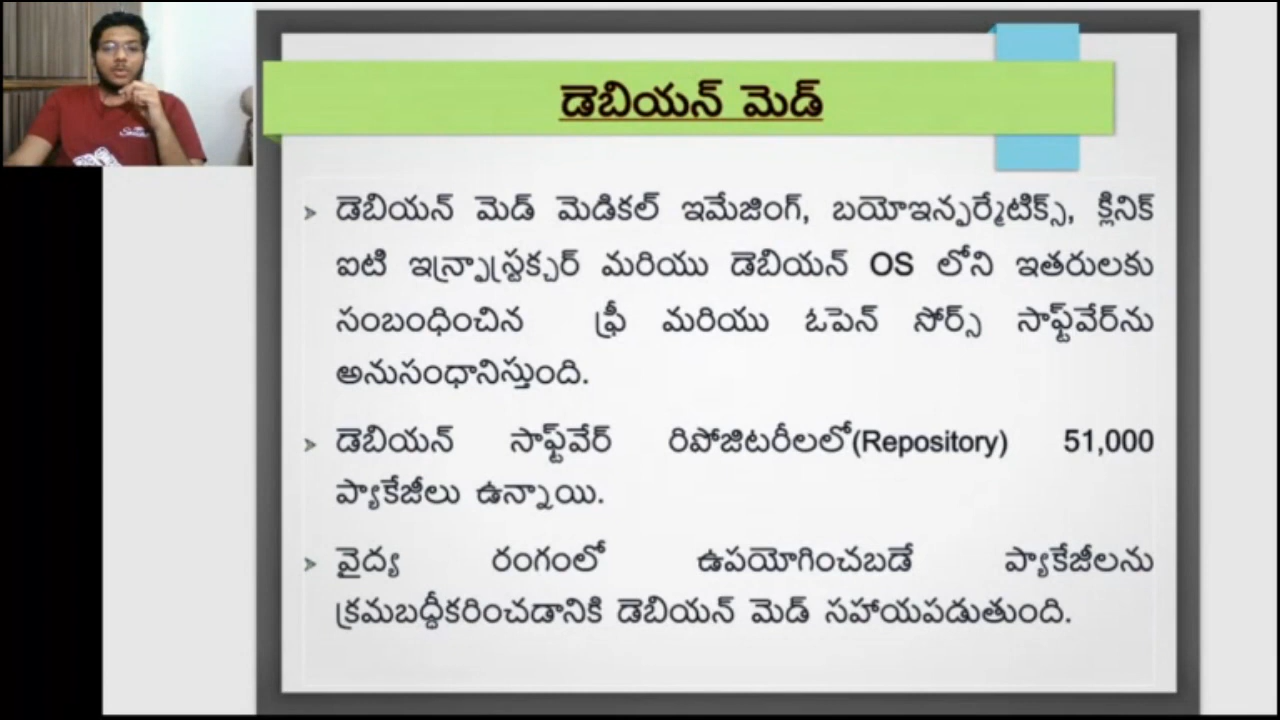 డెబియన్ మెడ్
డెబియన్ మెడ్ మెడికల్ ఇమేజింగ్, బయోఇన్ఫర్మేటిక్స్, క్లినిక్
ఐటి ఇన్ఫ్రాస్ట్రక్చర్ మరియు డెబియన్ OS లోని ఇతరులకు
సంబంధించిన ఫ్రీ మరియు ఓపెన్ సోర్స్ సాఫ్ట్‌వేర్‌ను
అనుసంధానిస్తుంది.
డెబియన్ సాఫ్ట్‌వేర్ రిపోజిటరీలలో(Repository) 51,000
ప్యాకేజీలు ఉన్నాయి.
వైద్య రంగంలో ఉపయోగించబడే ప్యాకేజీలను
క్రమబద్ధీకరించడానికి డెబియన్ మెడ్ సహాయపడుతుంది.